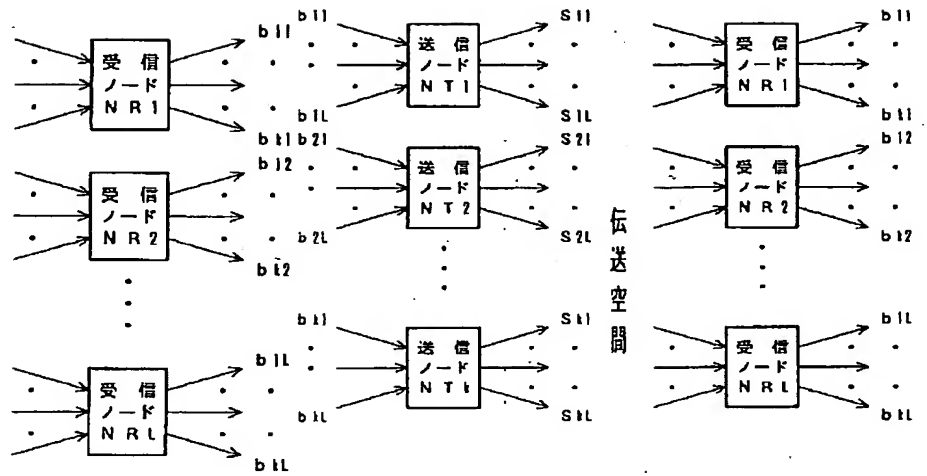 b11
受信
ノード
NR1
bk1
b12
受信
ノード
NR2
bk2
b1L
受信
ノード
NRL
bkL
b11
送信
ノード
NT1
b1L
S11
S1L
b21
送信
ノード
NT2
b2L
S21
S2L
bk1
送信
ノード
NTk
bkL
Sk1
SkL
伝送空間
b11
受信
ノード
NR1
bk1
b12
受信
ノード
NR2
bk2
b1L
受信
ノード
NRL
bkL